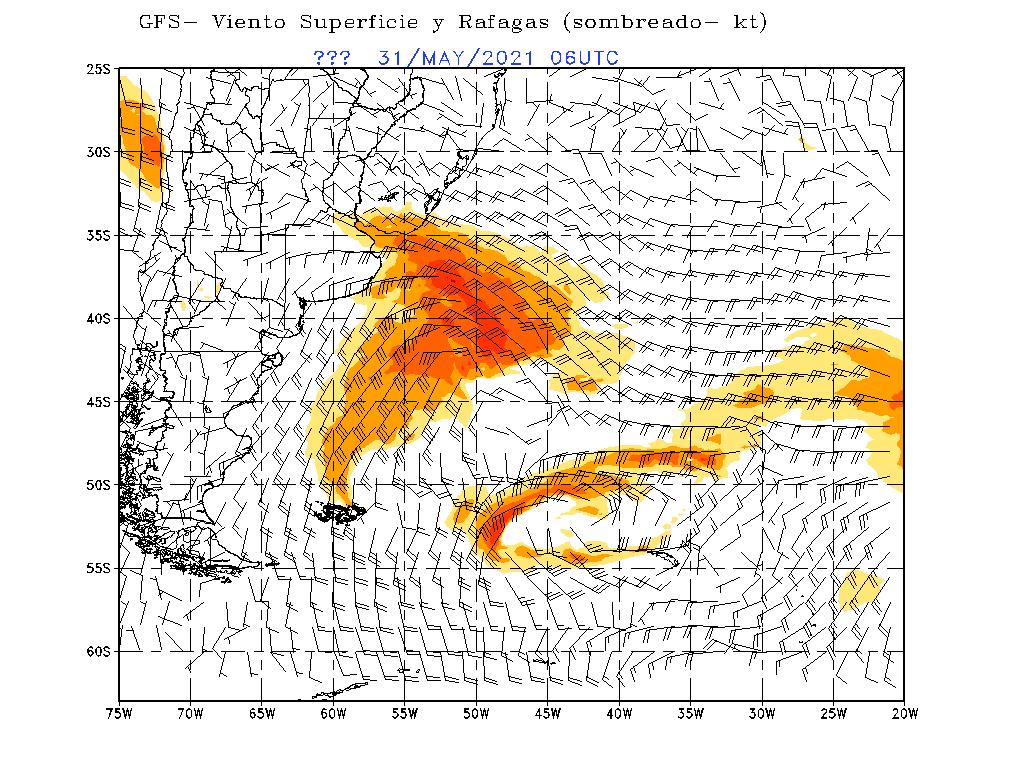 GFS− Viento Superficie y Rafagas (sombreado− kt)
??? 31/MAY/2021 06UTC
25S
30S
35S
40S
45S
50S
55S
60S
75W 70W 65W 60W 55W 50W 45W 40W 35W 30W 25W 20W